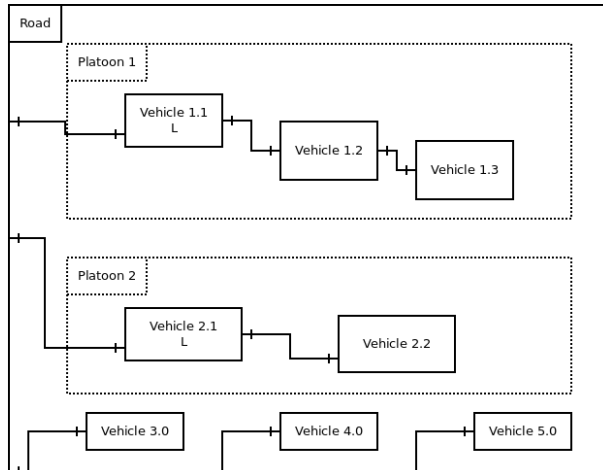 Road
Platoon 1
Vehicle 1.1
L
Vehicle 1.2
Vehicle 1.3
Platoon 2
Vehicle 2.1
L
Vehicle 2.2
Vehicle 3.0
Vehicle 4.0
Vehicle 5.0